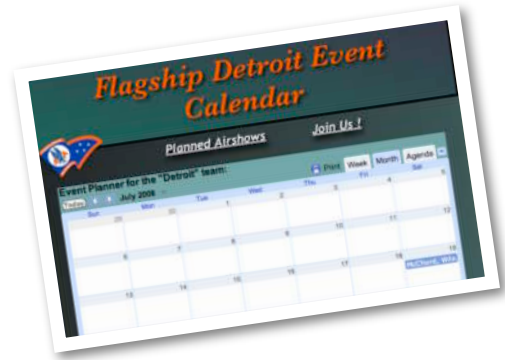 Flagship Detroit Event
Calendar
Planned Airshows
Join Us !
Event Planner for the "Detroit" team:
Today
July 2008
Print
Week
Month
Agenda
Sun Mon Tue Wed Thu Fri Sat
29 30 1 2 3 4 5
6 7 8 9 10 11 12
13 14 15 16 17 18 19
McChord,